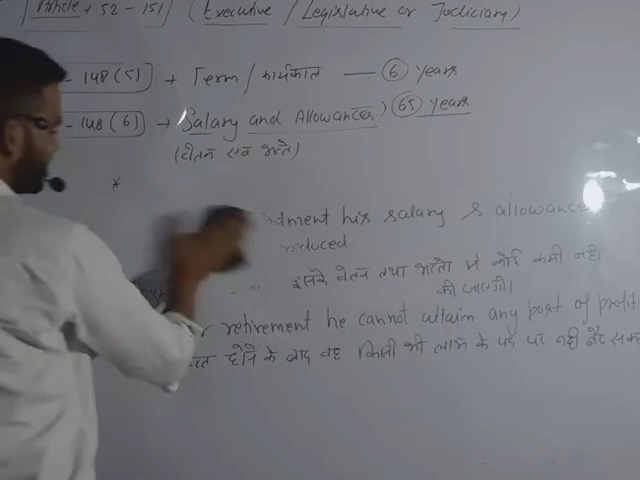 Article → 52 - 151 (Executive / Legislative or Judiciary)
- 148(5) → Term / कार्यकाल — 6 years
- 148(6) → Salary and Allowances) 65 years
(वेतन एवं भत्ते)
*
intment his salary & allowance
reduced.
इसके वेतन तथा भत्तो मे कोई कमी नही
की जाएगी।
r retirement he cannot attain any post of profit
होने के बाद वह किसी भी लाभ के पद पर नही बैठ सक